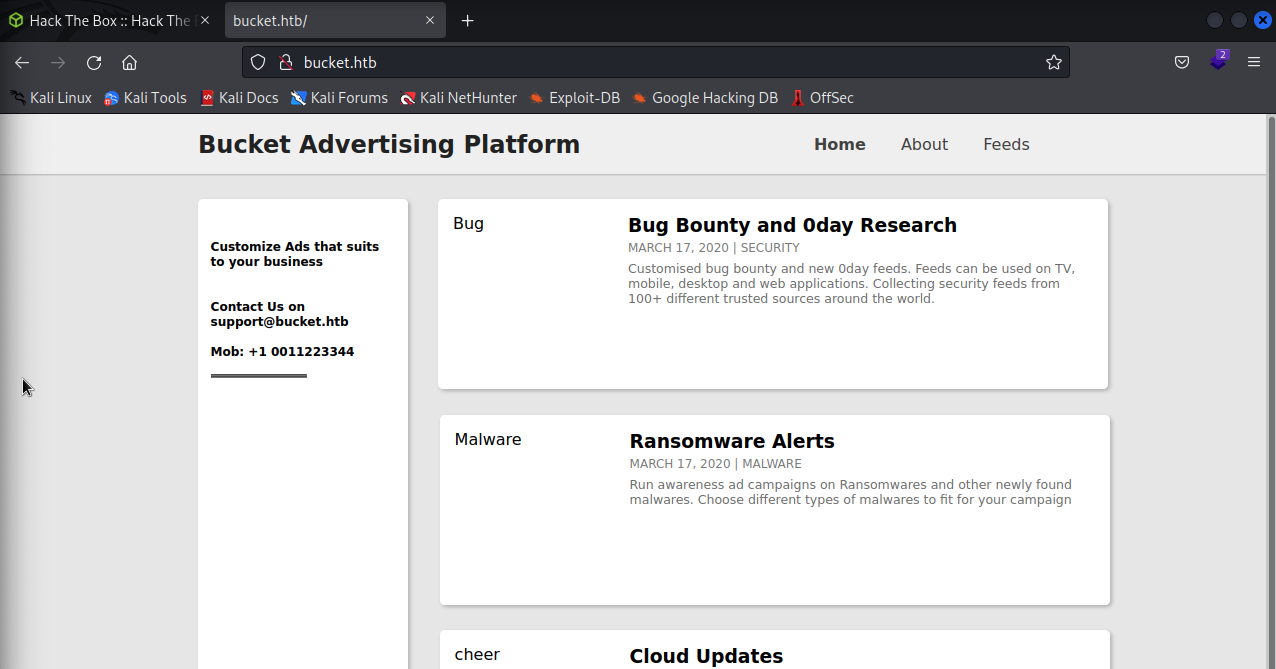 Hack The Box :: Hack The
bucket.htb/
bucket.htb
2
Kali Linux
Kali Tools
Kali Docs
Kali Forums
Kali NetHunter
Exploit-DB
Google Hacking DB
OffSec
Bucket Advertising Platform
Home
About
Feeds
Customize Ads that suits
to your business
Contact Us on
support@bucket.htb
Mob: +1 0011223344
Bug
Bug Bounty and 0day Research
MARCH 17, 2020 | SECURITY
Customised bug bounty and new 0day feeds. Feeds can be used on TV,
mobile, desktop and web applications. Collecting security feeds from
100+ different trusted sources around the world.
Malware
Ransomware Alerts
MARCH 17, 2020 | MALWARE
Run awareness ad campaigns on Ransomwares and other newly found
malwares. Choose different types of malwares to fit for your campaign
cheer
Cloud Updates